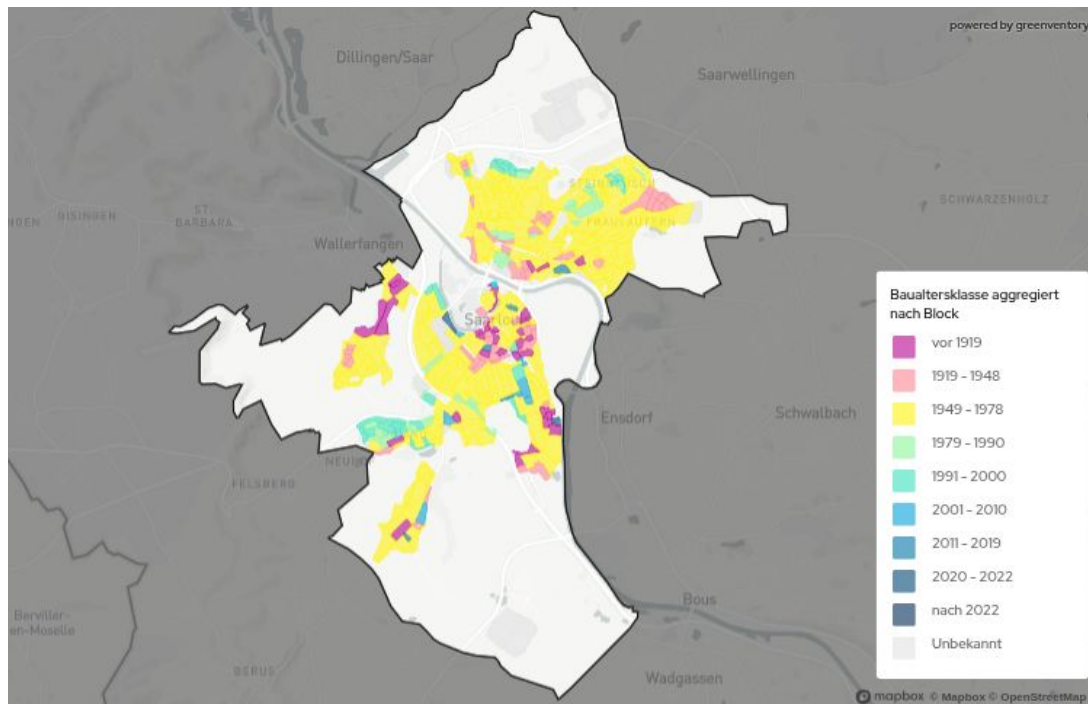 powered by greenventory
Dillingen/Saar
Saarwellingen
SCHWARZENHOLZ
GISINGEN
ST.
BARBARA
Wallerfangen
FRAULAUTERN
Saarlouis
Ensdorf
Schwalbach
FELSBERG
Berviller-
en-Moselle
BERUS
Bous
Wadgassen
Baualtersklasse aggregiert
nach Block
vor 1919
1919 - 1948
1949 - 1978
1979 - 1990
1991 - 2000
2001 - 2010
2011 - 2019
2020 - 2022
nach 2022
Unbekannt
mapbox © Mapbox © OpenStreetMap